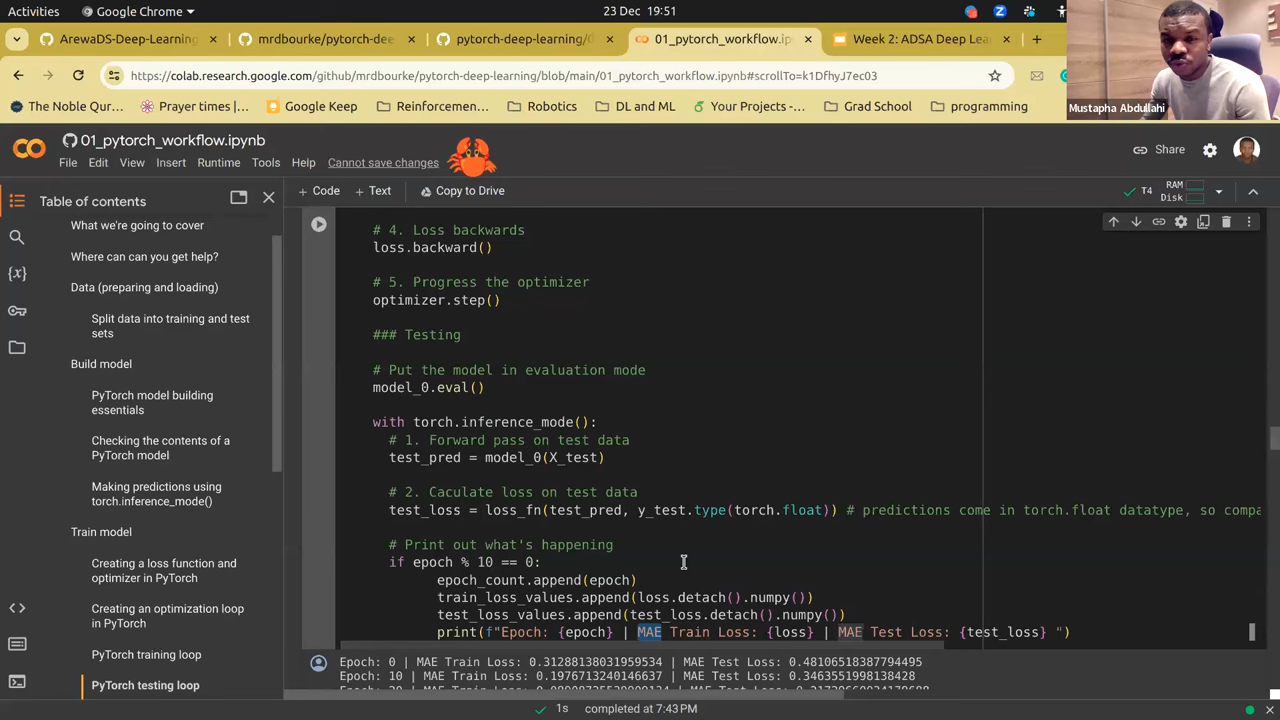 Activities
Google Chrome
23 Dec 19:51
ArewaDS-Deep-Learning
mrdbourke/pytorch-dee
pytorch-deep-learning/d
01_pytorch_workflow.ipy
Week 2: ADSA Deep Lea
https://colab.research.google.com/github/mrdbourke/pytorch-deep-learning/blob/main/01_pytorch_workflow.ipynb#scrollTo=k1DfhyJ7ec03
The Noble Qur...
Prayer times |...
Google Keep
Reinforcemen...
Robotics
DL and ML
Your Projects -...
Grad School
programming
Mustapha Abdullahi
01_pytorch_workflow.ipynb
File Edit View Insert Runtime Tools Help Cannot save changes
Share
+ Code + Text Copy to Drive
T4
RAM
Disk
Table of contents
What we're going to cover
Where can can you get help?
Data (preparing and loading)
Split data into training and test
sets
Build model
PyTorch model building
essentials
Checking the contents of a
PyTorch model
Making predictions using
torch.inference_mode()
Train model
Creating a loss function and
optimizer in PyTorch
Creating an optimization loop
in PyTorch
PyTorch training loop
PyTorch testing loop
# 4. Loss backwards
loss.backward()
# 5. Progress the optimizer
optimizer.step()
### Testing
# Put the model in evaluation mode
model_0.eval()
with torch.inference_mode():
# 1. Forward pass on test data
test_pred = model_0(X_test)
# 2. Caculate loss on test data
test_loss = loss_fn(test_pred, y_test.type(torch.float)) # predictions come in torch.float datatype, so compa
# Print out what's happening
if epoch % 10 == 0:
epoch_count.append(epoch)
train_loss_values.append(loss.detach().numpy())
test_loss_values.append(test_loss.detach().numpy())
print(f"Epoch: {epoch} | MAE Train Loss: {loss} | MAE Test Loss: {test_loss} ")
Epoch: 0 | MAE Train Loss: 0.31288138031959534 | MAE Test Loss: 0.48106518387794495
Epoch: 10 | MAE Train Loss: 0.1976713240146637 | MAE Test Loss: 0.3463551998138428
1s completed at 7:43 PM